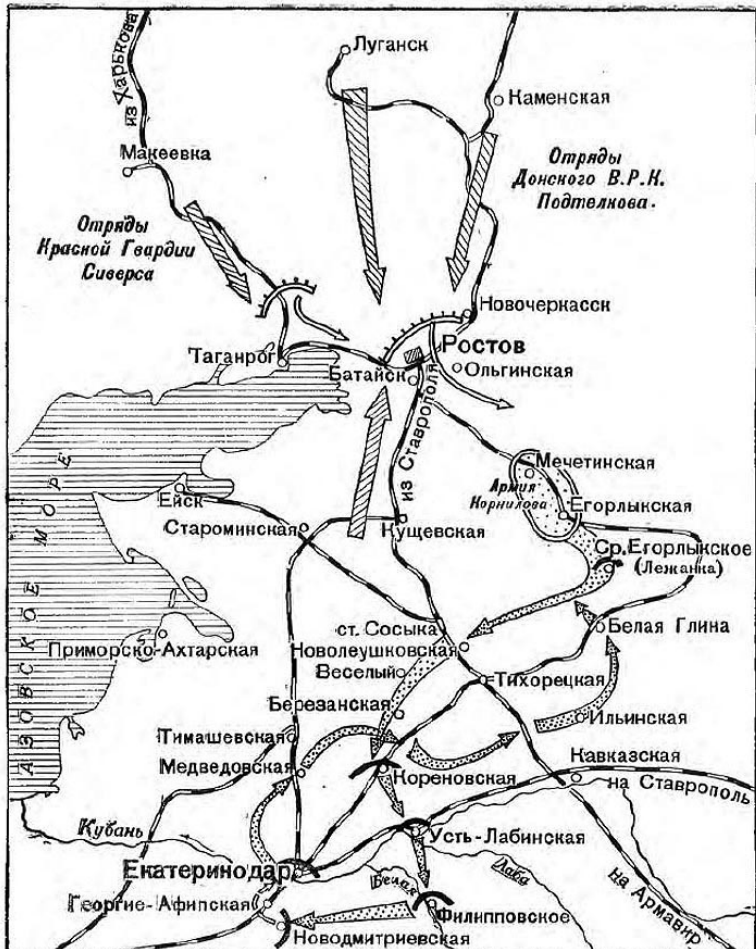 из Харькова
Луганск
Каменская
Макеевка
Отряды
Донского В.Р.К.
Подтелкова.
Отряды
Красной Гвардии
Сиверса
Новочеркасск
Ростов
Таганрог
Батайск
Ольгинская
из Ставрополя
Мечетинская
Армия
Корнилова
Егорлыкская
Ейск
Староминская
Кущевская
Ср. Егорлыкское
(Лежанка)
АЗОВСКОЕ МОРЕ
ст. Сосыка
Белая Глина
Приморско-Ахтарская
Новолеушковская
Веселый
Тихорецкая
Березанская
Ильинская
Тимашевская
Медведовская
Кореновская
Кавказская
на Ставрополь
Кубань
Усть-Лабинская
Екатеринодар
Белая
Лаба
на Армавир
Георгие-Афипская
Филипповское
Новодмитриевская